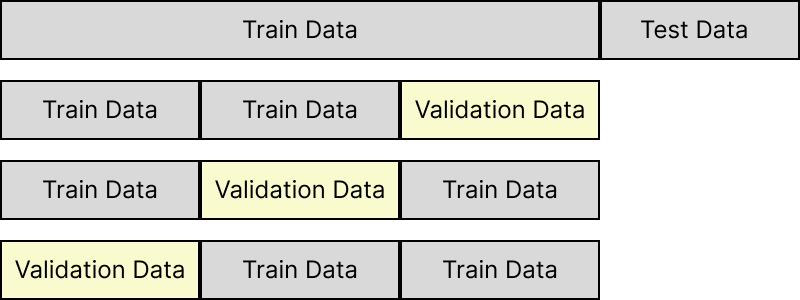 Train Data Test Data
Train Data Train Data Validation Data
Train Data Validation Data Train Data
Validation Data Train Data Train Data